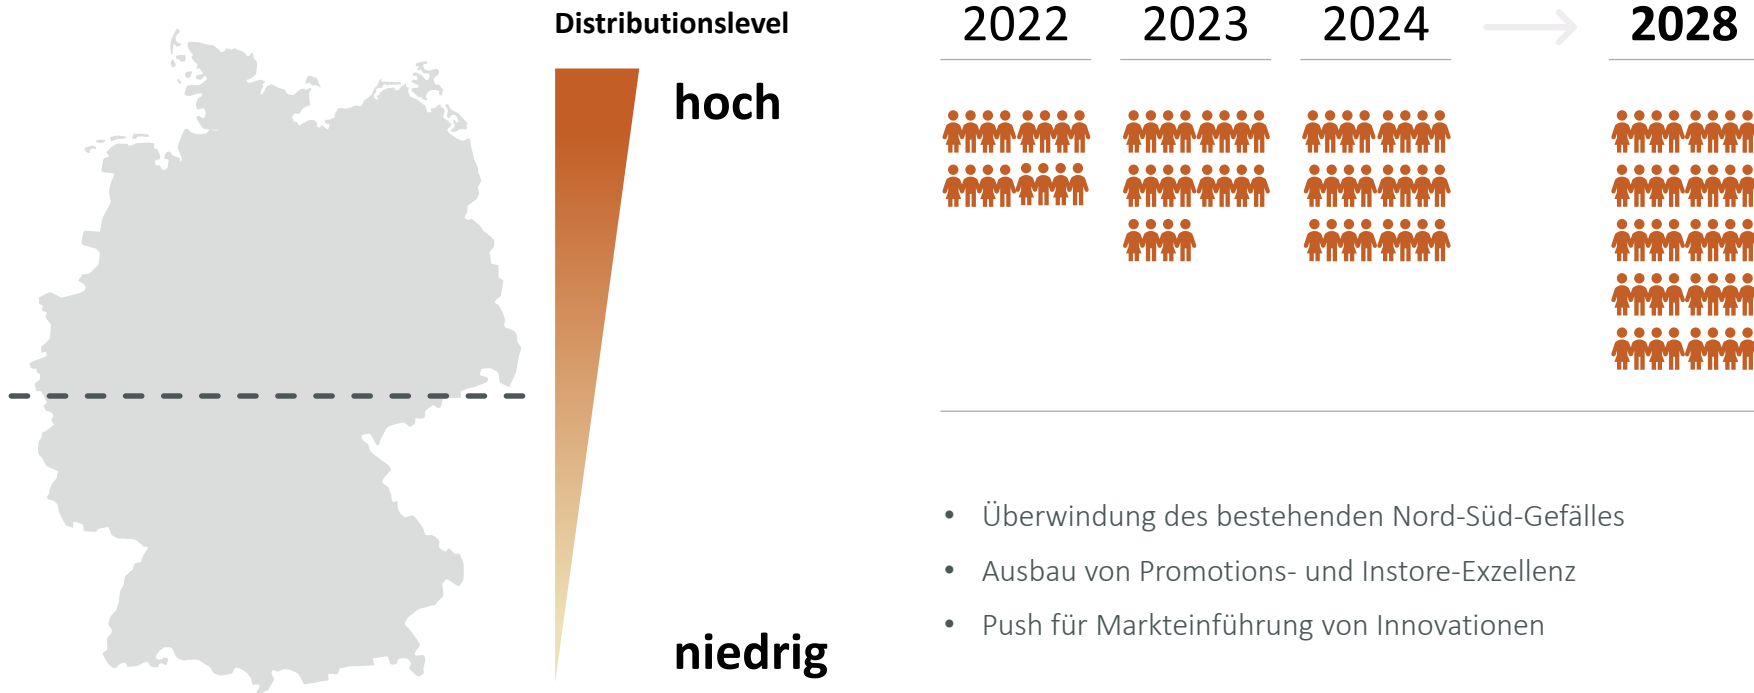 Distributionslevel
hoch
niedrig
2022
2023
2024
2028
• Überwindung des bestehenden Nord-Süd-Gefälles
• Ausbau von Promotions- und Instore-Exzellenz
• Push für Markteinführung von Innovationen